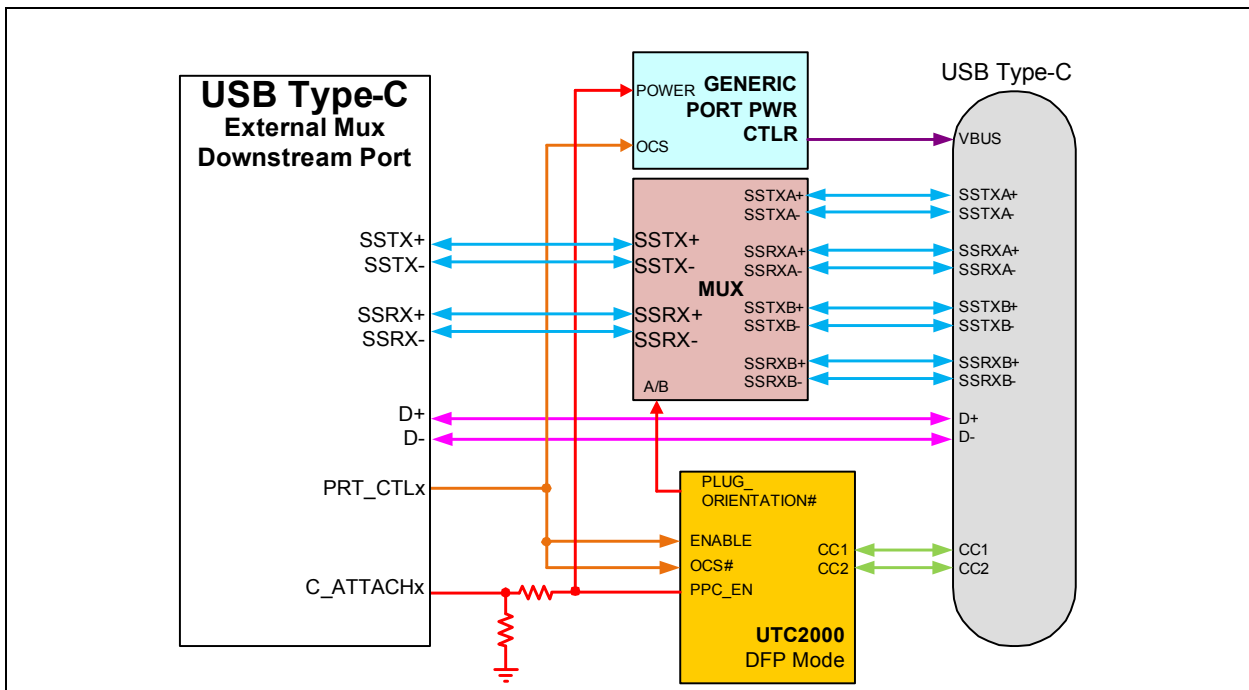 USB Type-C
External Mux
Downstream Port
SSTX+
SSTX-
SSRX+
SSRX-
D+
D-
PRT_CTLx
C_ATTACHx
POWER
GENERIC
PORT PWR
CTLR
OCS
SSTX+
SSTX-
SSRX+
SSRX-
MUX
A/B
SSTXA+
SSTXA-
SSRXA+
SSRXA-
SSTXB+
SSTXB-
SSRXB+
SSRXB-
PLUG_
ORIENTATION#
ENABLE
OCS#
PPC_EN
CC1
CC2
UTC2000
DFP Mode
USB Type-C
VBUS
SSTXA+
SSTXA-
SSRXA+
SSRXA-
SSTXB+
SSTXB-
SSRXB+
SSRXB-
D+
D-
CC1
CC2